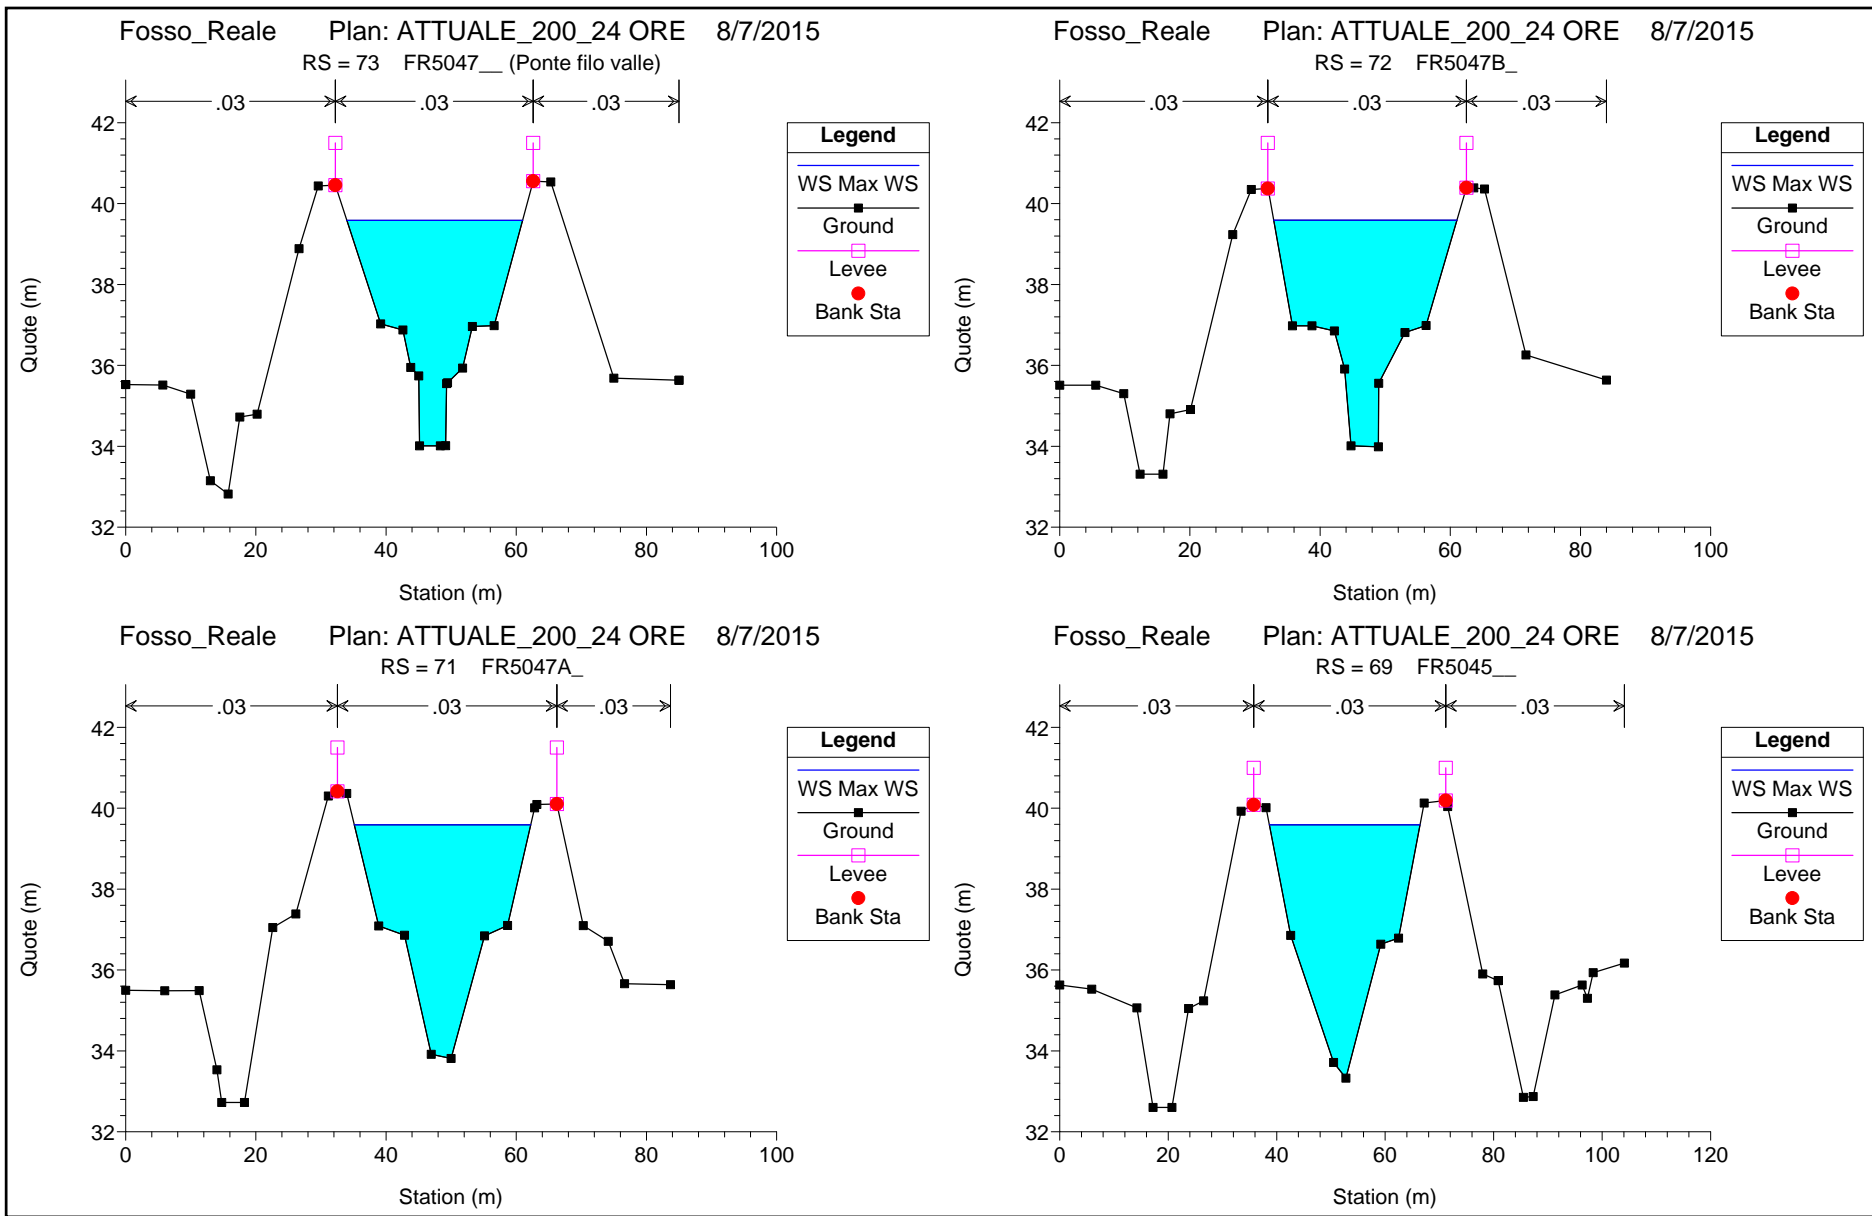 Fosso_Reale Plan: ATTUALE_200_24 ORE 8/7/2015
RS = 73 FR5047__ (Ponte filo valle)
.03 .03 .03
42
40
38
36
34
32
Quote (m)
0 20 40 60 80 100
Station (m)
Legend
WS Max WS
Ground
Levee
Bank Sta
Fosso_Reale Plan: ATTUALE_200_24 ORE 8/7/2015
RS = 72 FR5047B_
.03 .03 .03
42
40
38
36
34
32
Quote (m)
0 20 40 60 80 100
Station (m)
Legend
WS Max WS
Ground
Levee
Bank Sta
Fosso_Reale Plan: ATTUALE_200_24 ORE 8/7/2015
RS = 71 FR5047A_
.03 .03 .03
42
40
38
36
34
32
Quote (m)
0 20 40 60 80 100
Station (m)
Legend
WS Max WS
Ground
Levee
Bank Sta
Fosso_Reale Plan: ATTUALE_200_24 ORE 8/7/2015
RS = 69 FR5045__
.03 .03 .03
42
40
38
36
34
32
Quote (m)
0 20 40 60 80 100 120
Station (m)
Legend
WS Max WS
Ground
Levee
Bank Sta